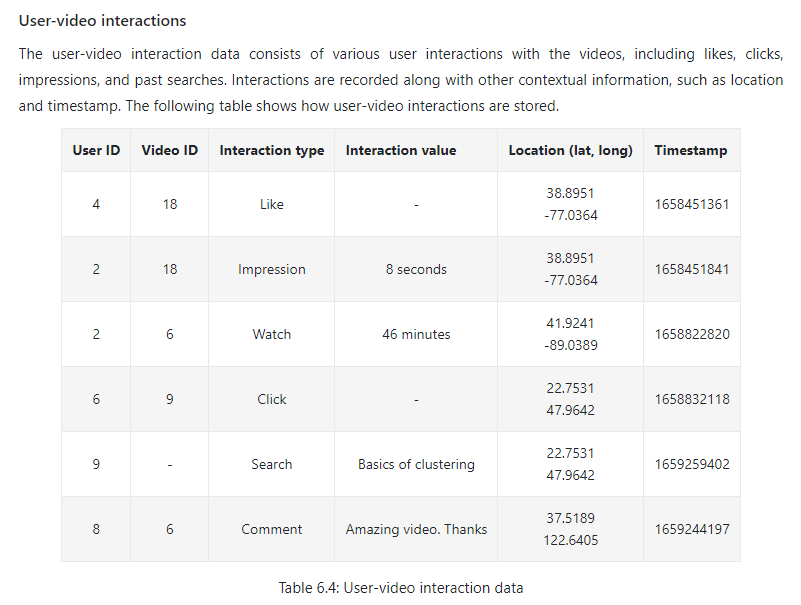 User-video interactions
The user-video interaction data consists of various user interactions with the videos, including likes, clicks,
impressions, and past searches. Interactions are recorded along with other contextual information, such as location
and timestamp. The following table shows how user-video interactions are stored.
User ID Video ID Interaction type Interaction value Location (lat, long) Timestamp
4 18 Like - 38.8951 -77.0364 1658451361
2 18 Impression 8 seconds 38.8951 -77.0364 1658451841
2 6 Watch 46 minutes 41.9241 -89.0389 1658822820
6 9 Click - 22.7531 47.9642 1658832118
9 - Search Basics of clustering 22.7531 47.9642 1659259402
8 6 Comment Amazing video. Thanks 37.5189 122.6405 1659244197
Table 6.4: User-video interaction data